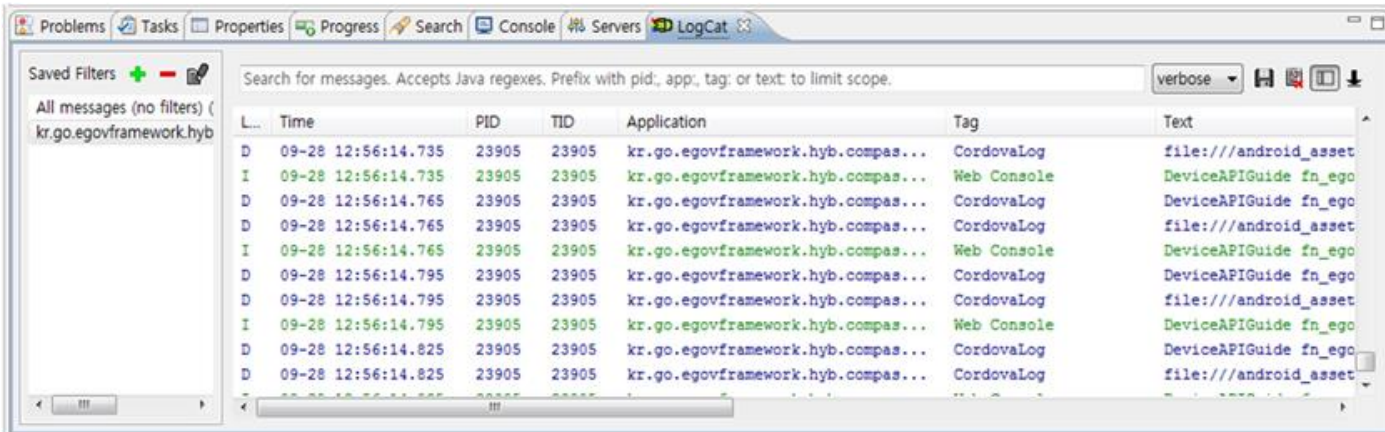 Problems Tasks Properties Progress Search Console Servers LogCat
Saved Filters
Search for messages. Accepts Java regexes. Prefix with pid:, app:, tag: or text: to limit scope. verbose
All messages (no filters) (
kr.go.egovframework.hyb
L... Time PID TID Application Tag Text
D 09-28 12:56:14.735 23905 23905 kr.go.egovframework.hyb.compas... CordovaLog file:///android_asset
I 09-28 12:56:14.735 23905 23905 kr.go.egovframework.hyb.compas... Web Console DeviceAPIGuide fn_ego
D 09-28 12:56:14.765 23905 23905 kr.go.egovframework.hyb.compas... CordovaLog DeviceAPIGuide fn_ego
D 09-28 12:56:14.765 23905 23905 kr.go.egovframework.hyb.compas... CordovaLog file:///android_asset
I 09-28 12:56:14.765 23905 23905 kr.go.egovframework.hyb.compas... Web Console DeviceAPIGuide fn_ego
D 09-28 12:56:14.795 23905 23905 kr.go.egovframework.hyb.compas... CordovaLog DeviceAPIGuide fn_ego
D 09-28 12:56:14.795 23905 23905 kr.go.egovframework.hyb.compas... CordovaLog file:///android_asset
I 09-28 12:56:14.795 23905 23905 kr.go.egovframework.hyb.compas... Web Console DeviceAPIGuide fn_ego
D 09-28 12:56:14.825 23905 23905 kr.go.egovframework.hyb.compas... CordovaLog DeviceAPIGuide fn_ego
D 09-28 12:56:14.825 23905 23905 kr.go.egovframework.hyb.compas... CordovaLog file:///android_asset